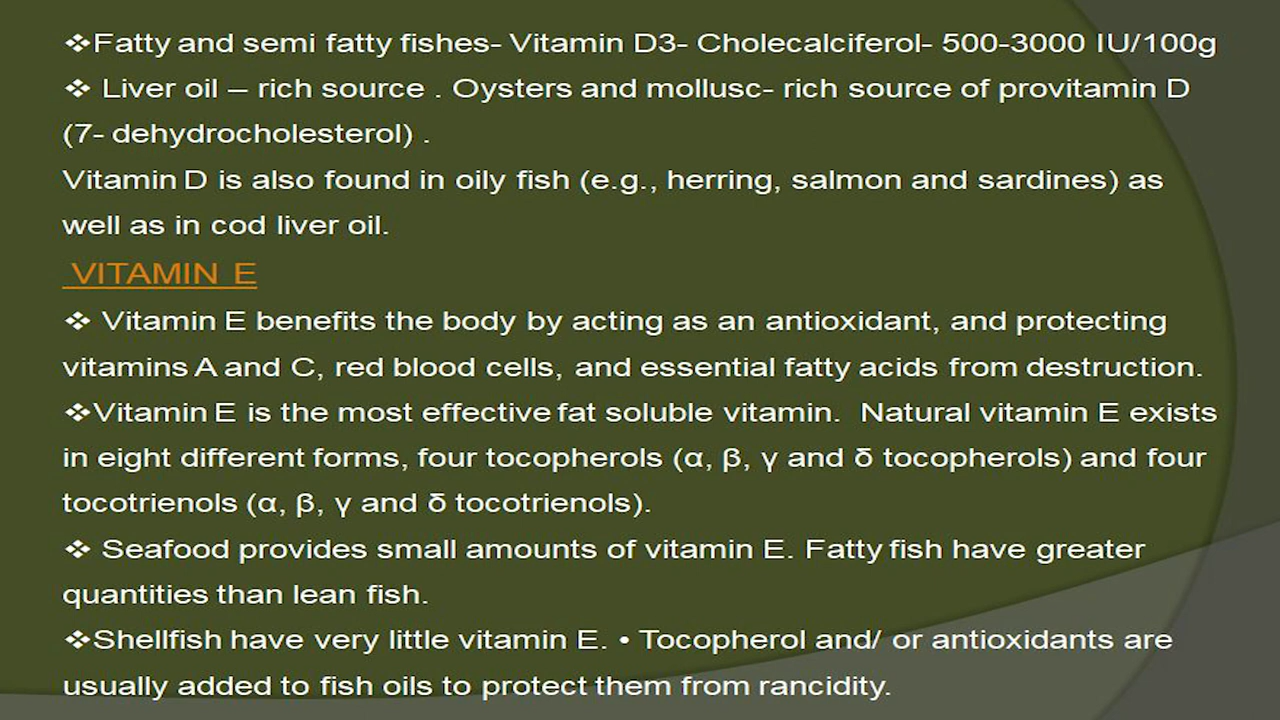 ❖Fatty and semi fatty fishes- Vitamin D3- Cholecalciferol- 500-3000 IU/100g
❖ Liver oil – rich source . Oysters and mollusc- rich source of provitamin D
(7- dehydrocholesterol) .
Vitamin D is also found in oily fish (e.g., herring, salmon and sardines) as
well as in cod liver oil.
VITAMIN E
❖ Vitamin E benefits the body by acting as an antioxidant, and protecting
vitamins A and C, red blood cells, and essential fatty acids from destruction.
❖Vitamin E is the most effective fat soluble vitamin. Natural vitamin E exists
in eight different forms, four tocopherols (α, β, γ and δ tocopherols) and four
tocotrienols (α, β, γ and δ tocotrienols).
❖ Seafood provides small amounts of vitamin E. Fatty fish have greater
quantities than lean fish.
❖Shellfish have very little vitamin E. • Tocopherol and/ or antioxidants are
usually added to fish oils to protect them from rancidity.